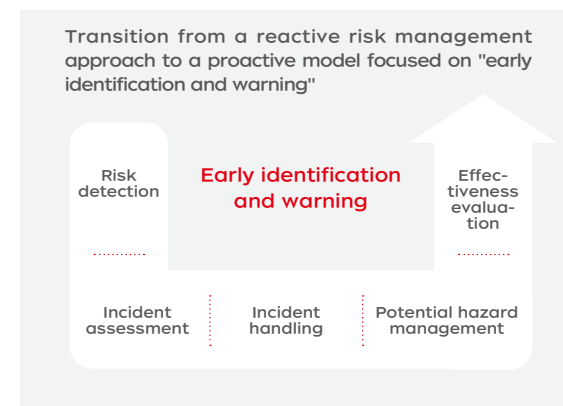 Transition from a reactive risk management
approach to a proactive model focused on "early
identification and warning"
Risk
detection
Early identification
and warning
Effec-
tiveness
evalua-
tion
Incident
assessment
Incident
handling
Potential hazard
management